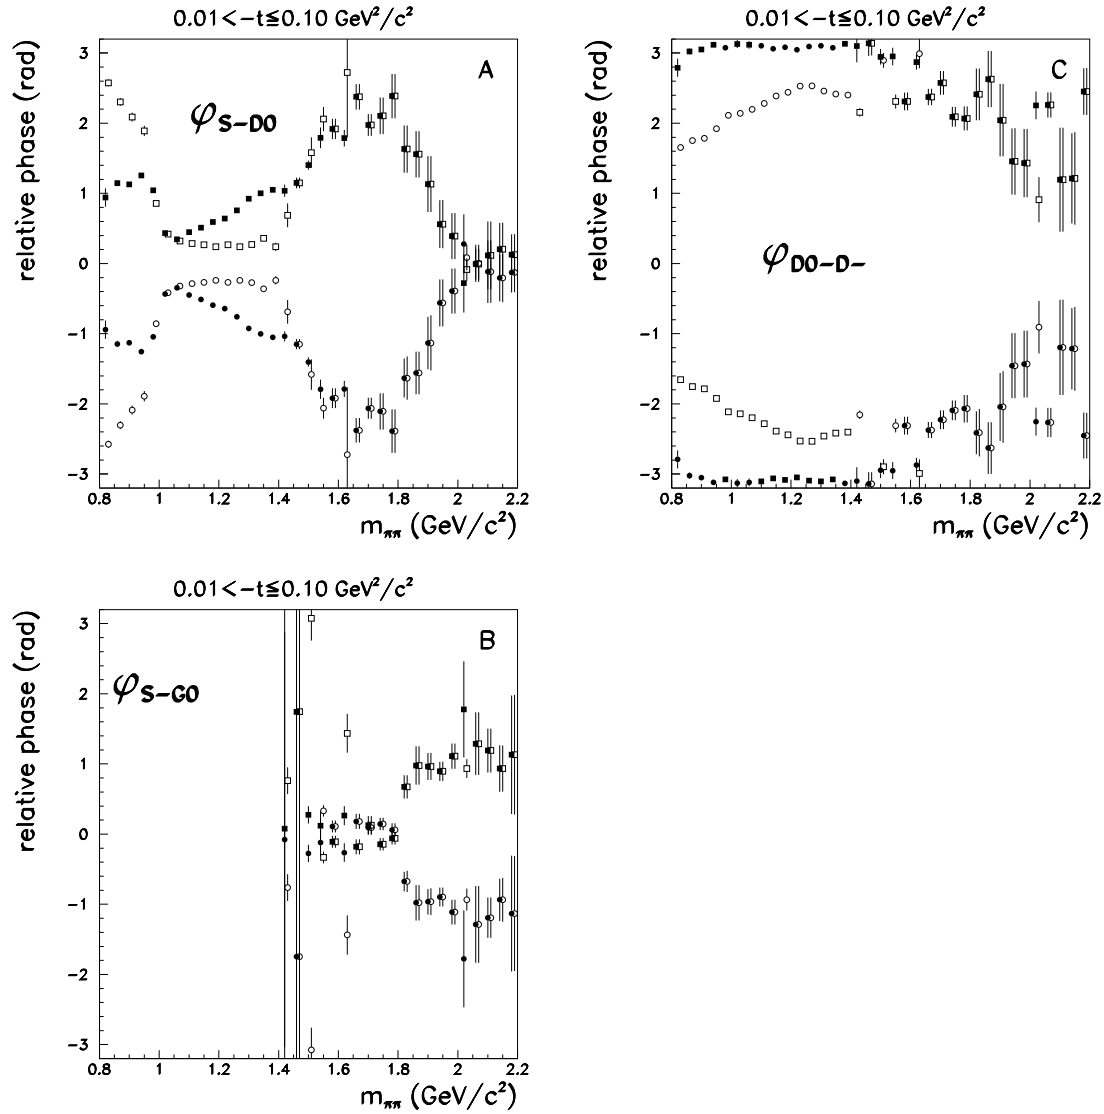 0.01<-t≦0.10 GeV²/c²
relative phase (rad)
A
φS-D0
3
2
1
0
-1
-2
-3
0.8 1 1.2 1.4 1.6 1.8 2 2.2
mππ (GeV/c²)
0.01<-t≦0.10 GeV²/c²
relative phase (rad)
C
φD0-D-
3
2
1
0
-1
-2
-3
0.8 1 1.2 1.4 1.6 1.8 2 2.2
mππ (GeV/c²)
0.01<-t≦0.10 GeV²/c²
relative phase (rad)
B
φS-G0
3
2
1
0
-1
-2
-3
0.8 1 1.2 1.4 1.6 1.8 2 2.2
mππ (GeV/c²)